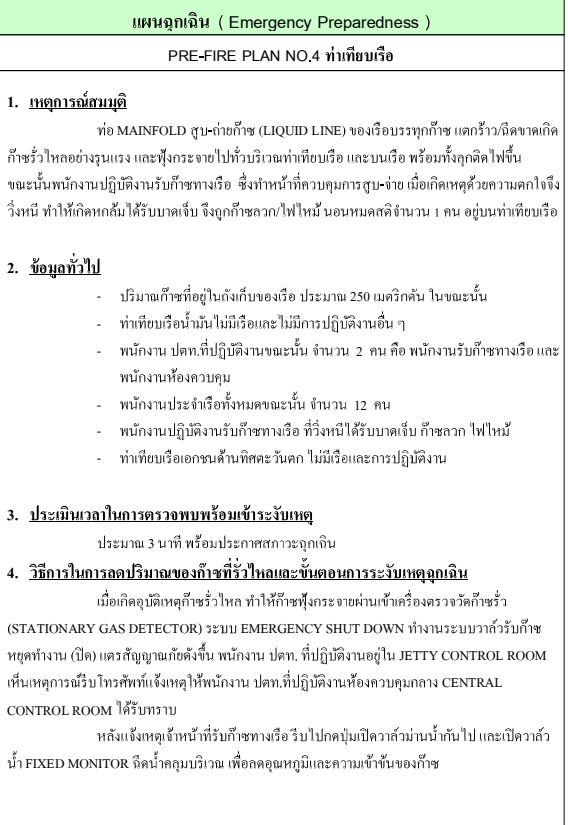 แผนฉุกเฉิน ( Emergency Preparedness )
PRE-FIRE PLAN NO.4 ท่าเทียบเรือ
1. เหตุการณ์สมมุติ
ท่อ MAINFOLD สูบ-ถ่ายก๊าซ (LIQUID LINE) ของเรือบรรทุกก๊าซ แตกร้าว/ฉีดขาดเกิด
ก๊าซรั่วไหลอย่างรุนแรง และฟุ้งกระจายไปทั่วบริเวณท่าเทียบเรือ และบนเรือ พร้อมทั้งลุกติดไฟขึ้น
ขณะนั้นพนักงานปฏิบัติงานรับก๊าซทางเรือ ซึ่งทำหน้าที่ควบคุมการสูบ-จ่าย เมื่อเกิดเหตุด้วยความตกใจจึง
วิ่งหนี ทำให้เกิดหกล้มได้รับบาดเจ็บ จึงถูกก๊าซลวก/ไฟไหม้ นอนหมดสติจำนวน 1 คน อยู่บนท่าเทียบเรือ
2. ข้อมูลทั่วไป
- ปริมาณก๊าซที่อยู่ในถังเก็บของเรือ ประมาณ 250 เมตริกตัน ในขณะนั้น
- ท่าเทียบเรือน้ำมันไม่มีเรือและไม่มีการปฏิบัติงานอื่น ๆ
- พนักงาน ปตท.ที่ปฏิบัติงานขณะนั้น จำนวน 2 คน คือ พนักงานรับก๊าซทางเรือ และ
พนักงานห้องควบคุม
- พนักงานประจำเรือทั้งหมดขณะนั้น จำนวน 12 คน
- พนักงานปฏิบัติงานรับก๊าซทางเรือ ที่วิ่งหนีได้รับบาดเจ็บ ก๊าซลวก ไฟไหม้
- ท่าเทียบเรือเอกชนด้านทิศตะวันตก ไม่มีเรือและการปฏิบัติงาน
3. ประเมินเวลาในการตรวจพบพร้อมเข้าระงับเหตุ
ประมาณ 3 นาที พร้อมประกาศสภาวะฉุกเฉิน
4. วิธีการในการลดปริมาณของก๊าซที่รั่วไหลและขั้นตอนการระงับเหตุฉุกเฉิน
เมื่อเกิดอุบัติเหตุก๊าซรั่วไหล ทำให้ก๊าซฟุ้งกระจายผ่านเข้าเครื่องตรวจวัดก๊าซรั่ว
(STATIONARY GAS DETECTOR) ระบบ EMERGENCY SHUT DOWN ทำงานระบบวาล์วรับก๊าซ
หยุดทำงาน (ปิด) แตรสัญญาณภัยดังขึ้น พนักงาน ปตท. ที่ปฏิบัติงานอยู่ใน JETTY CONTROL ROOM
เห็นเหตุการณ์รีบโทรศัพท์แจ้งเหตุให้พนักงาน ปตท.ที่ปฏิบัติงานห้องควบคุมกลาง CENTRAL
CONTROL ROOM ได้รับทราบ
หลังแจ้งเหตุเจ้าหน้าที่รับก๊าซทางเรือ รีบไปกดปุ่มเปิดวาล์วม่านน้ำกันไป และเปิดวาล์ว
น้ำ FIXED MONITOR ฉีดน้ำคลุมบริเวณ เพื่อลดอุณหภูมิและความเข้าข้นของก๊าซ